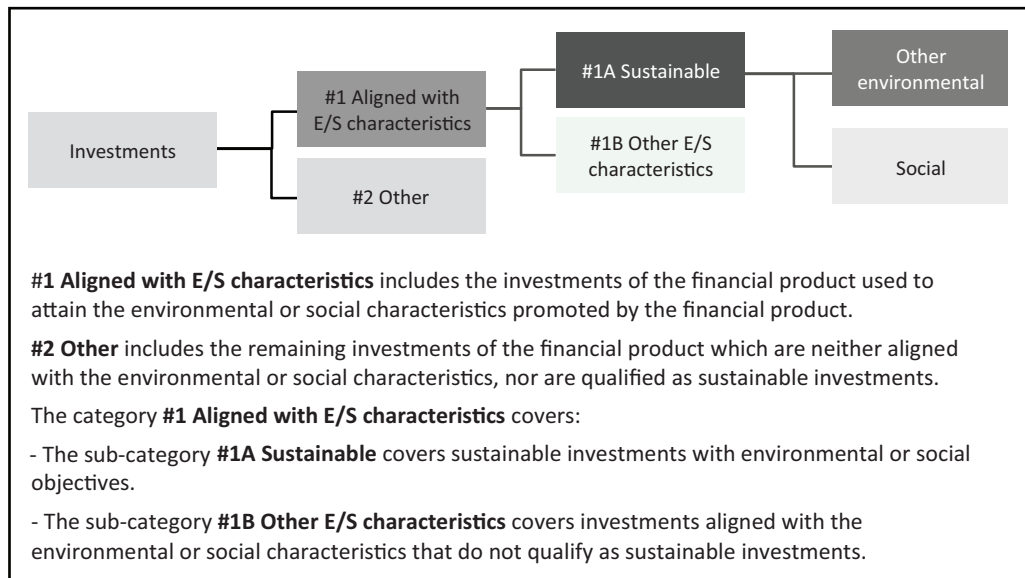 Investments
#1 Aligned with
E/S characteristics
#2 Other
#1A Sustainable
#1B Other E/S
characteristics
Other
environmental
Social
#1 Aligned with E/S characteristics includes the investments of the financial product used to
attain the environmental or social characteristics promoted by the financial product.
#2 Other includes the remaining investments of the financial product which are neither aligned
with the environmental or social characteristics, nor are qualified as sustainable investments.
The category #1 Aligned with E/S characteristics covers:
- The sub-category #1A Sustainable covers sustainable investments with environmental or social
objectives.
- The sub-category #1B Other E/S characteristics covers investments aligned with the
environmental or social characteristics that do not qualify as sustainable investments.